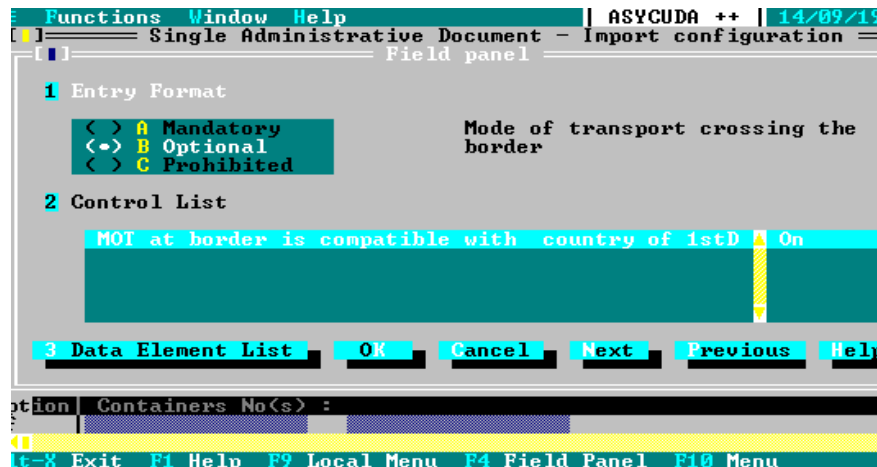 ≡ Functions Window Help | ASYCUDA ++ | 14/09/19
[ ] Single Administrative Document - Import configuration
[ ] Field panel
1 Entry Format
( ) A Mandatory
(•) B Optional
( ) C Prohibited
Mode of transport crossing the
border
2 Control List
MOT at border is compatible with country of 1stD On
3 Data Element List OK Cancel Next Previous Help
ption| Containers No(s) :
lt-X Exit F1 Help F9 Local Menu F4 Field Panel F10 Menu